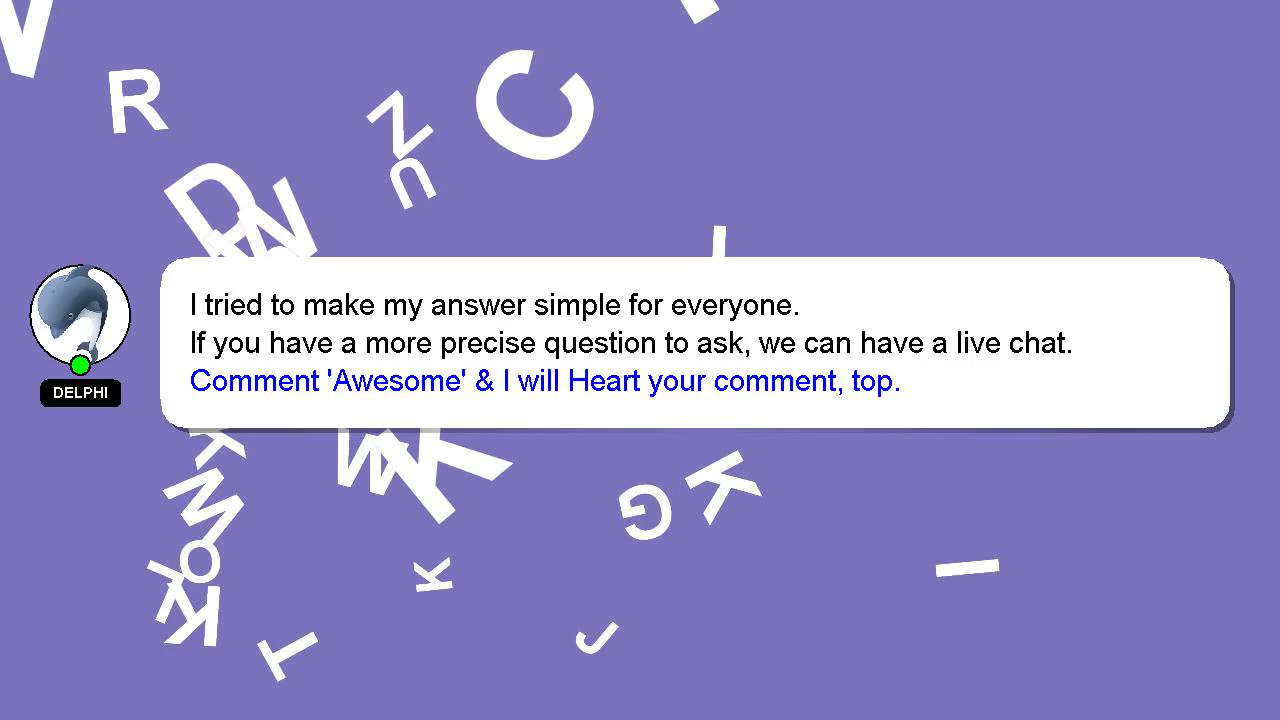 I tried to make my answer simple for everyone.
If you have a more precise question to ask, we can have a live chat.
Comment 'Awesome' & I will Heart your comment, top.
DELPHI
R
C
Z
U
D
K
K
G
K
O
K
K
T
J
I